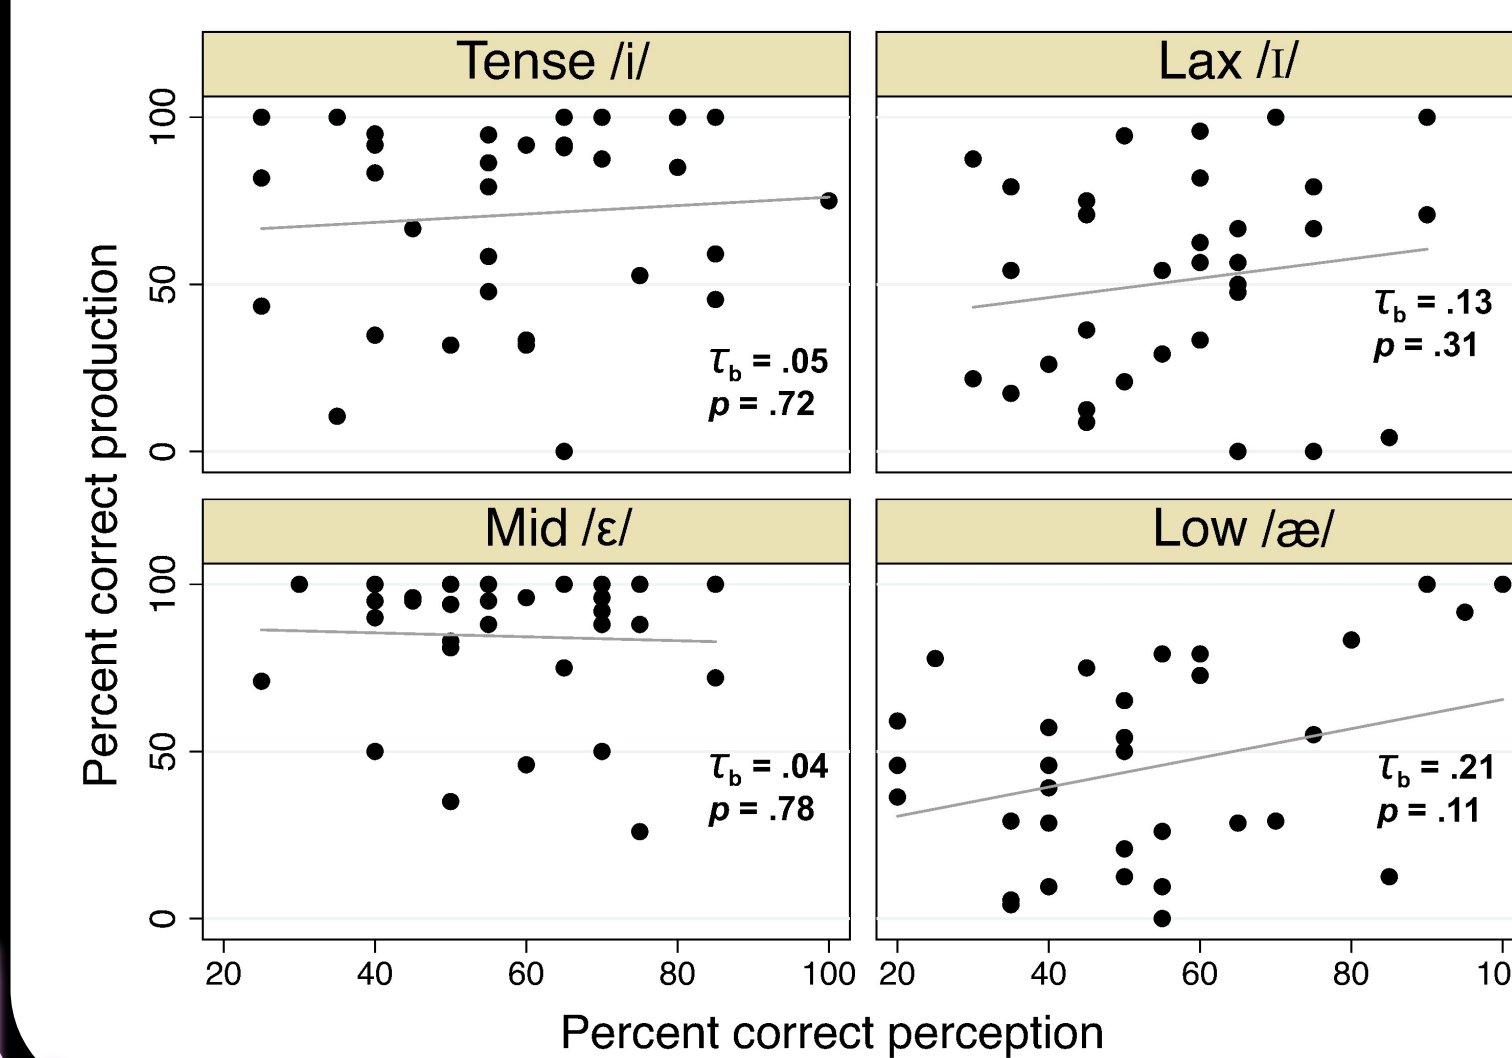 Tense /i/
Lax /ɪ/
100
50
0
τb = .05
p = .72
τb = .13
p = .31
Mid /ɛ/
Low /æ/
100
50
0
τb = .04
p = .78
τb = .21
p = .11
20 40 60 80 100
20 40 60 80 10
Percent correct production
Percent correct perception